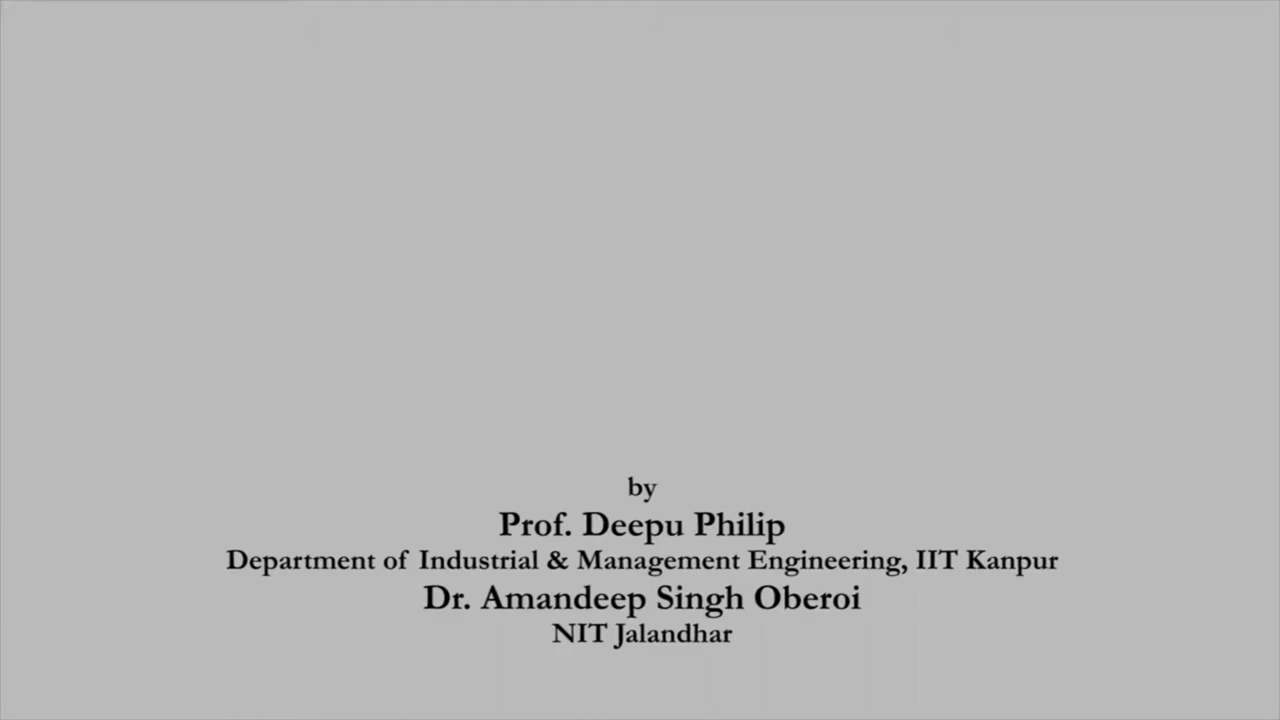 by
Prof. Deepu Philip
Department of Industrial & Management Engineering, IIT Kanpur
Dr. Amandeep Singh Oberoi
NIT Jalandhar